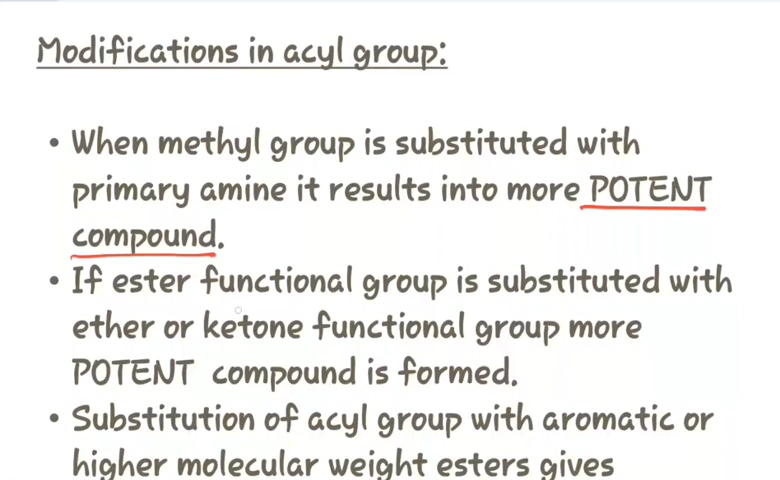 Modifications in acyl group:
• When methyl group is substituted with
primary amine it results into more POTENT
compound.
• If ester functional group is substituted with
ether or ketone functional group more
POTENT compound is formed.
• Substitution of acyl group with aromatic or
higher molecular weight esters gives